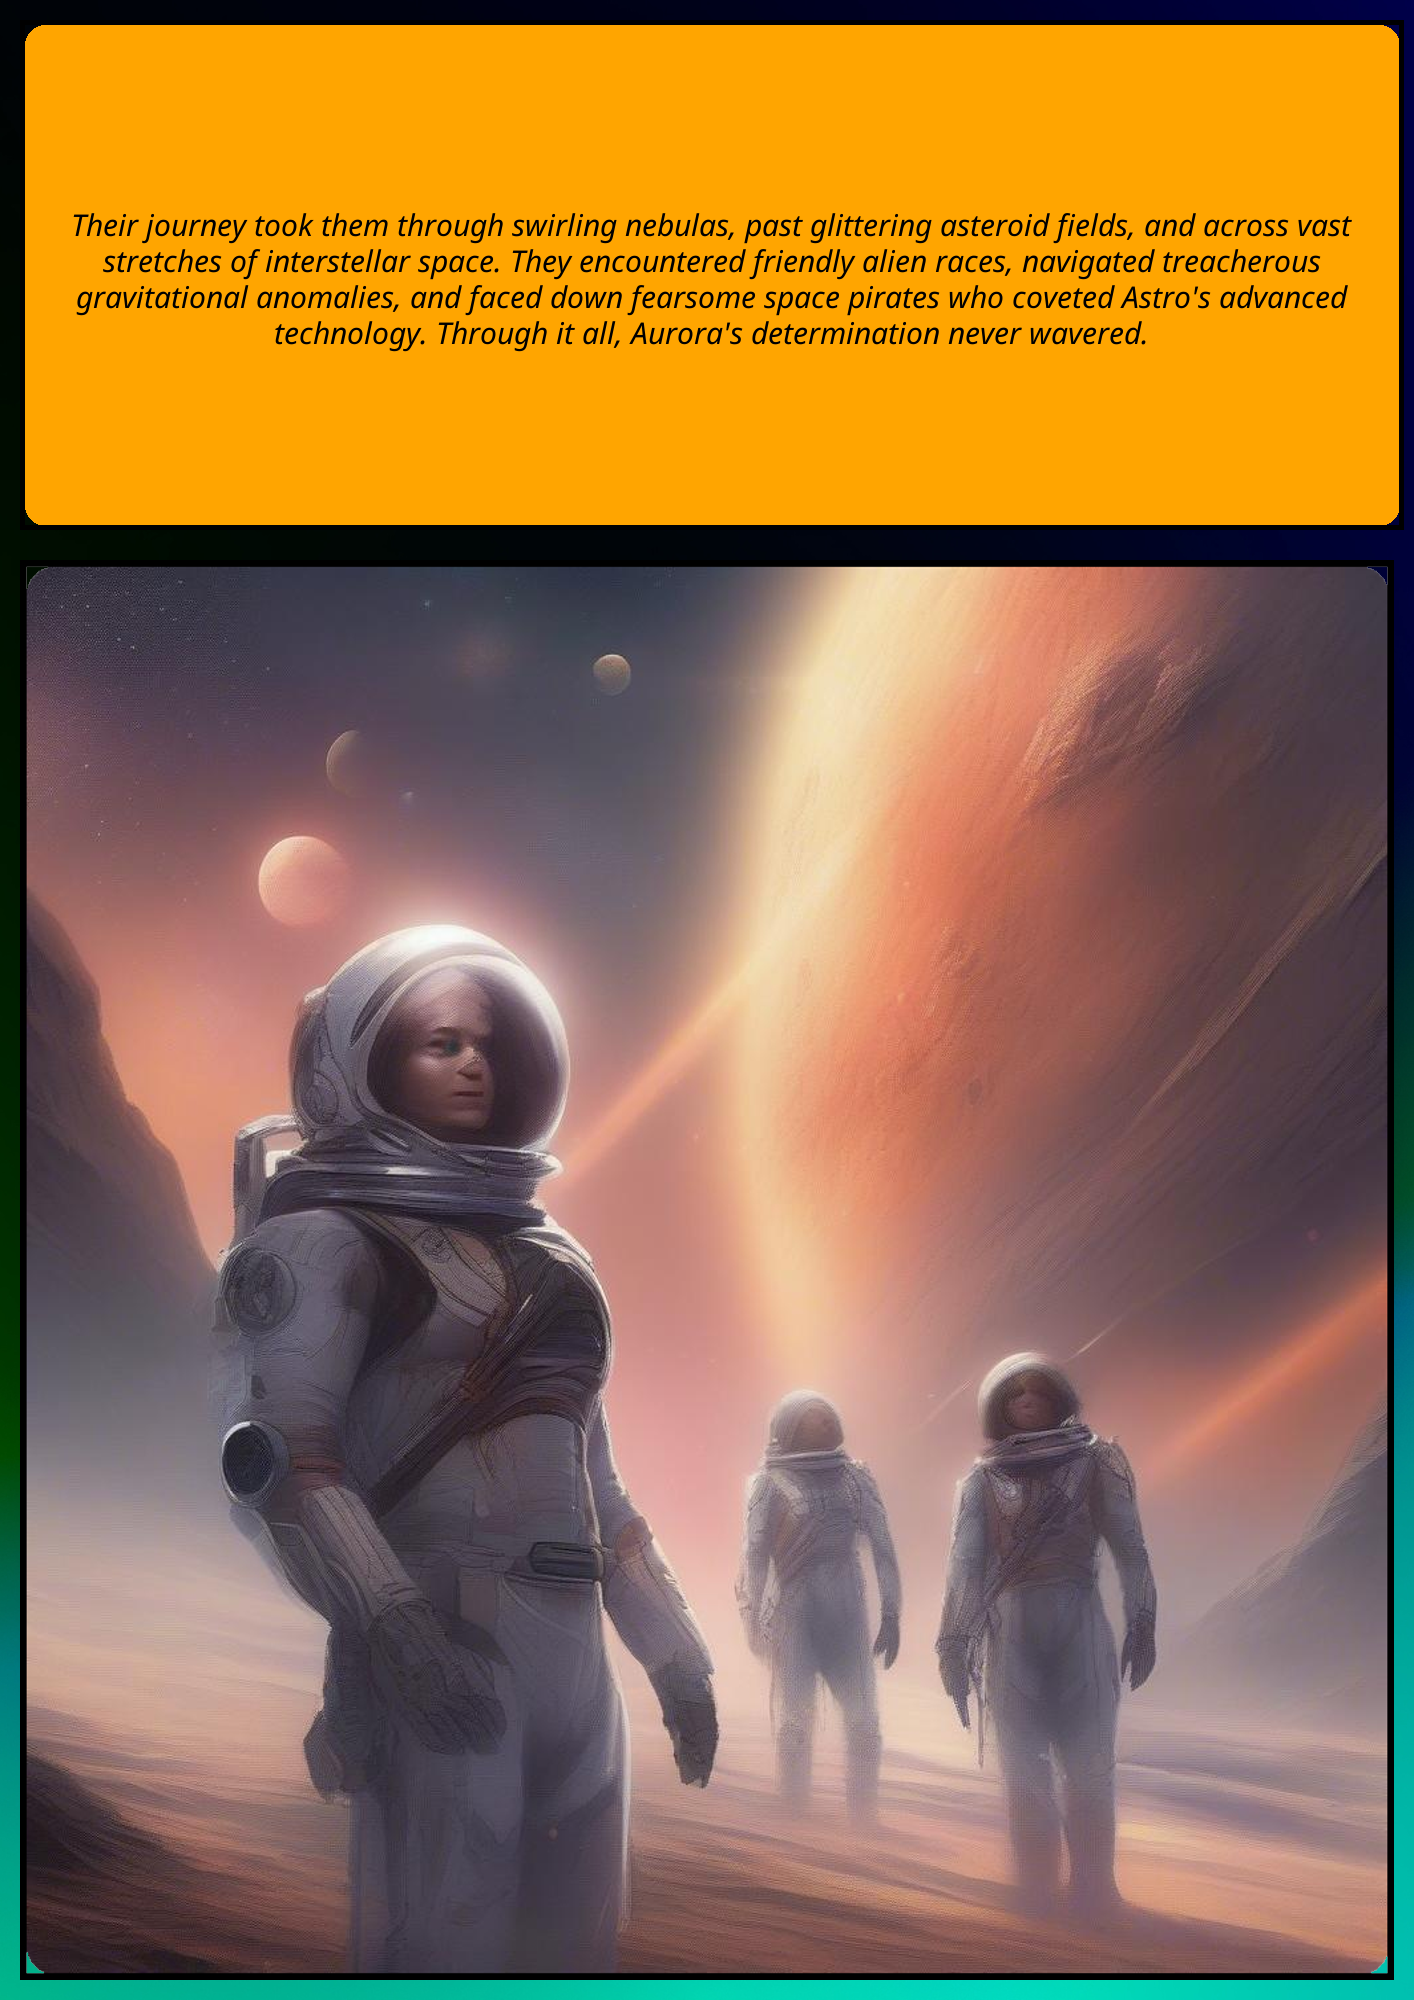 Their journey took them through swirling nebulas, past glittering asteroid fields, and across vast
stretches of interstellar space. They encountered friendly alien races, navigated treacherous
gravitational anomalies, and faced down fearsome space pirates who coveted Astro's advanced
technology. Through it all, Aurora's determination never wavered.